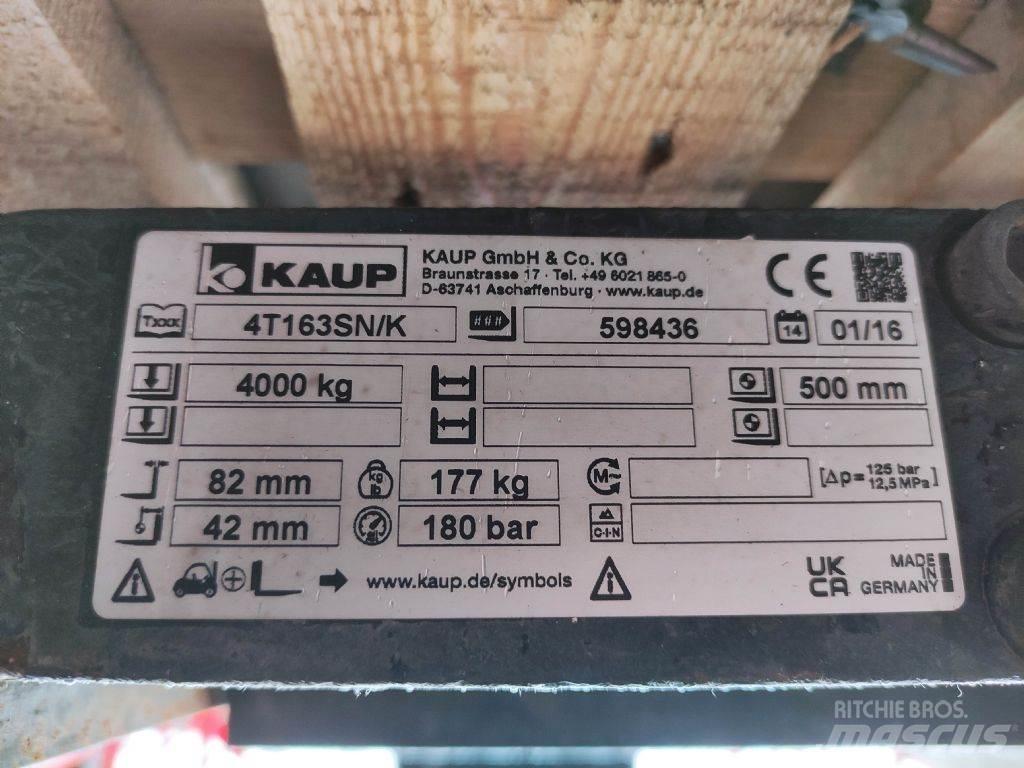 KAUP
KAUP GmbH & Co. KG
Braunstrasse 17 · Tel. +49 6021 865-0
D-63741 Aschaffenburg · www.kaup.de
CE
Txxx 4T163SN/K ### 598436 14 01/16
4000 kg 500 mm
82 mm kg lb 177 kg M [Δp= 125 bar
12,5 MPa]
42 mm 180 bar C-I-N
www.kaup.de/symbols
UK
CA
MADE
IN
GERMANY
RITCHIE BROS.
mascus